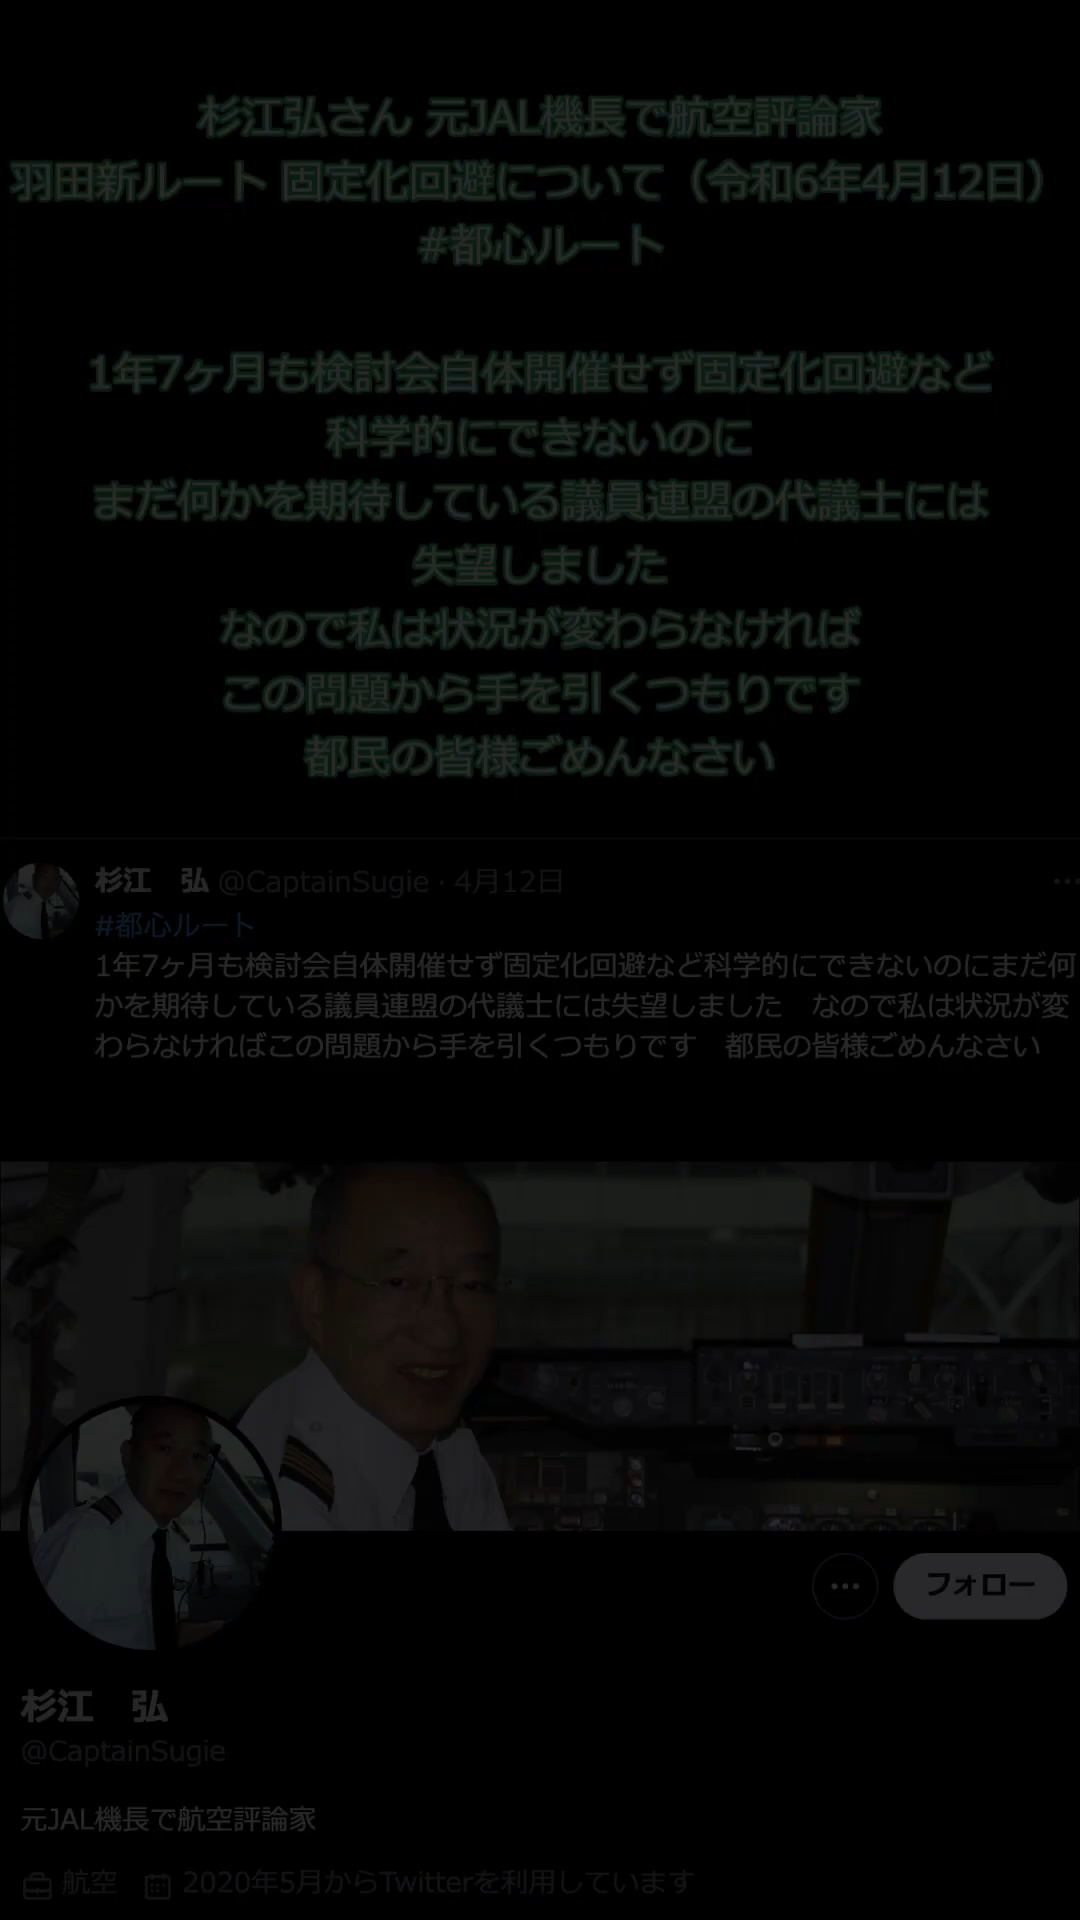 杉江弘さん 元JAL機長で航空評論家
羽田新ルート 固定化回避について（令和6年4月12日）
#都心ルート
1年7ヶ月も検討会自体開催せず固定化回避など
科学的にできないのに
まだ何かを期待している議員連盟の代議士には
失望しました
なので私は状況が変わらなければ
この問題から手を引くつもりです
都民の皆様ごめんなさい
杉江　弘 @CaptainSugie · 4月12日
#都心ルート
1年7ヶ月も検討会自体開催せず固定化回避など科学的にできないのにまだ何
かを期待している議員連盟の代議士には失望しました　なので私は状況が変
わらなければこの問題から手を引くつもりです　都民の皆様ごめんなさい
フォロー
杉江　弘
@CaptainSugie
元JAL機長で航空評論家
航空 2020年5月からTwitterを利用しています